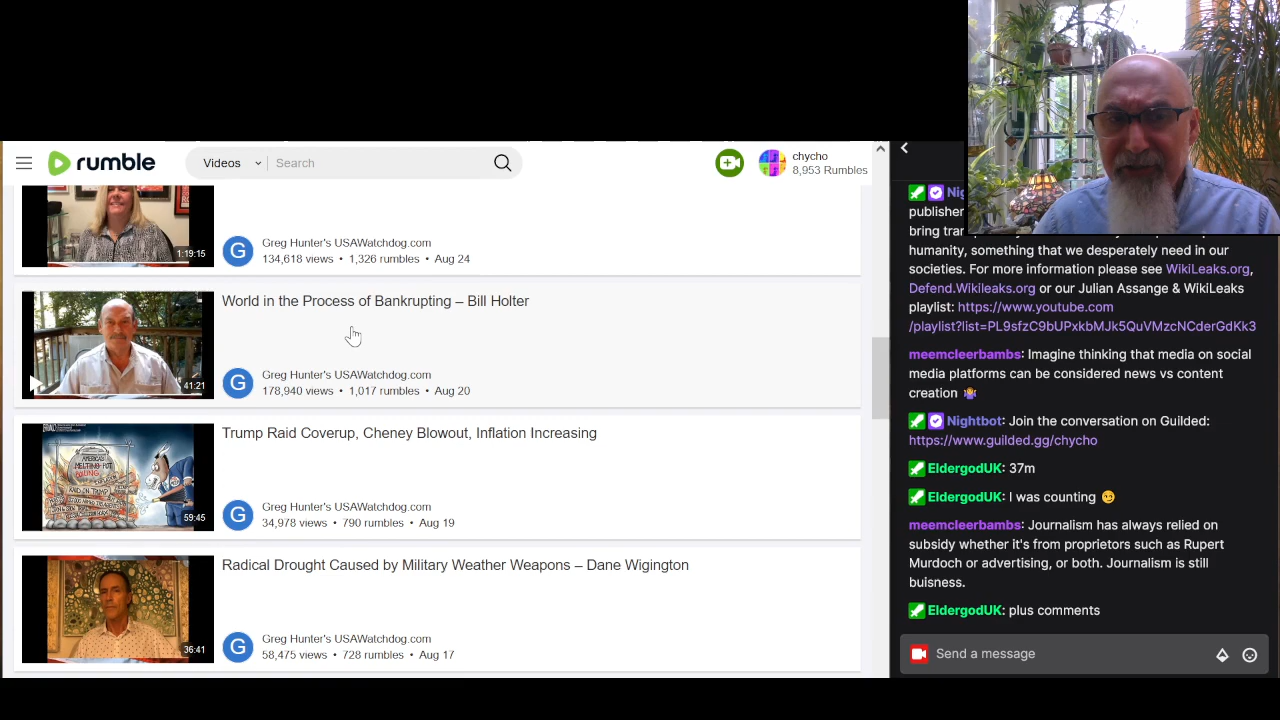 rumble
Videos
Search
chycho
8,953 Rumbles
1:19:15
Greg Hunter's USAWatchdog.com
134,618 views • 1,326 rumbles • Aug 24
World in the Process of Bankrupting – Bill Holter
41:21
Greg Hunter's USAWatchdog.com
178,940 views • 1,017 rumbles • Aug 20
Trump Raid Coverup, Cheney Blowout, Inflation Increasing
AMERICA'S
MELTING POT
59:45
Greg Hunter's USAWatchdog.com
34,978 views • 790 rumbles • Aug 19
Radical Drought Caused by Military Weather Weapons – Dane Wigington
36:41
Greg Hunter's USAWatchdog.com
58,475 views • 728 rumbles • Aug 17
publisher
humanity, something that we desperately need in our
societies. For more information please see WikiLeaks.org,
Defend.Wikileaks.org or our Julian Assange & WikiLeaks
playlist: https://www.youtube.com
/playlist?list=PL9sfzC9bUPxkbMJk5QuVMzcNCderGdKk3
meemcleerbambs: Imagine thinking that media on social
media platforms can be considered news vs content
creation 🤷
Nightbot: Join the conversation on Guilded:
https://www.guilded.gg/chycho
EldergodUK: 37m
EldergodUK: I was counting 😏
meemcleerbambs: Journalism has always relied on
subsidy whether it's from proprietors such as Rupert
Murdoch or advertising, or both. Journalism is still
buisness.
EldergodUK: plus comments
Send a message